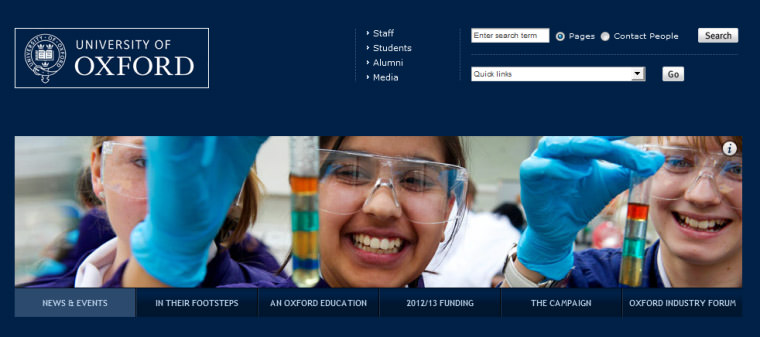 UNIVERSITY OF
OXFORD
Staff
Students
Alumni
Media
Enter search term
Pages
Contact People
Search
Quick links
Go
i
NEWS & EVENTS
IN THEIR FOOTSTEPS
AN OXFORD EDUCATION
2012/13 FUNDING
THE CAMPAIGN
OXFORD INDUSTRY FORUM